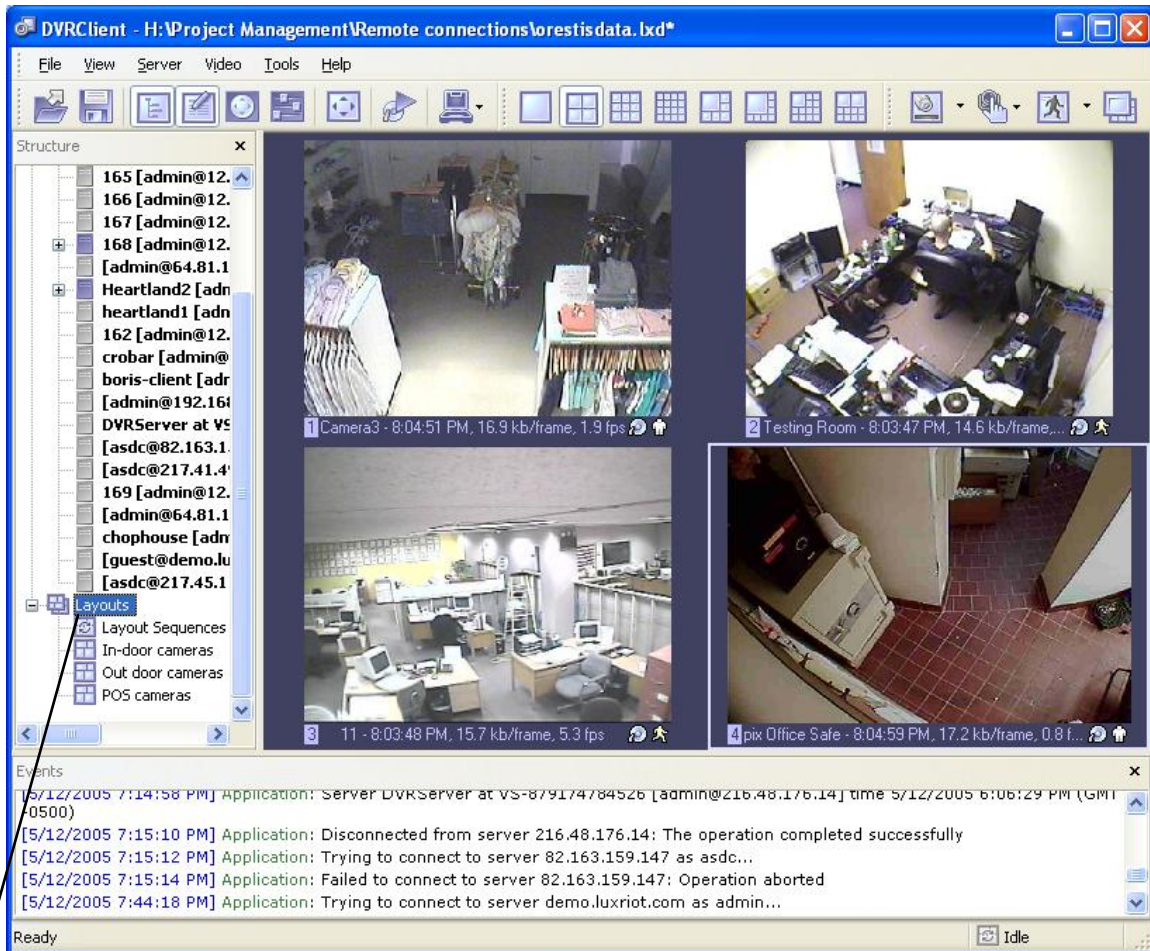 DVRClient - H:\Project Management\Remote connections\orestisdata.lxd*
File View Server Video Tools Help
Structure
165 [admin@12.
166 [admin@12.
167 [admin@12.
168 [admin@12.
[admin@64.81.1
Heartland2 [adn
heartland1 [adn
162 [admin@12.
crobar [admin@
boris-client [adr
[admin@192.168
DVRServer at VS
[asdc@82.163.1
[asdc@217.41.4
169 [admin@12.
[admin@64.81.1
chophouse [adm
[guest@demo.lu
[asdc@217.45.1
Layouts
Layout Sequences
In-door cameras
Out door cameras
POS cameras
1 Camera3 - 8:04:51 PM, 16.9 kb/frame, 1.9 fps
2 Testing Room - 8:03:47 PM, 14.6 kb/frame,...
3 11 - 8:03:48 PM, 15.7 kb/frame, 5.3 fps
4 pix Office Safe - 8:04:59 PM, 17.2 kb/frame, 0.8 f...
Events
[5/12/2005 7:14:58 PM] Application: Server DVRServer at VS-879174784526 [admin@216.48.176.14] time 5/12/2005 6:06:29 PM (GMT
-0500)
[5/12/2005 7:15:10 PM] Application: Disconnected from server 216.48.176.14: The operation completed successfully
[5/12/2005 7:15:12 PM] Application: Trying to connect to server 82.163.159.147 as asdc...
[5/12/2005 7:15:14 PM] Application: Failed to connect to server 82.163.159.147: Operation aborted
[5/12/2005 7:44:18 PM] Application: Trying to connect to server demo.luxriot.com as admin...
Ready
Idle